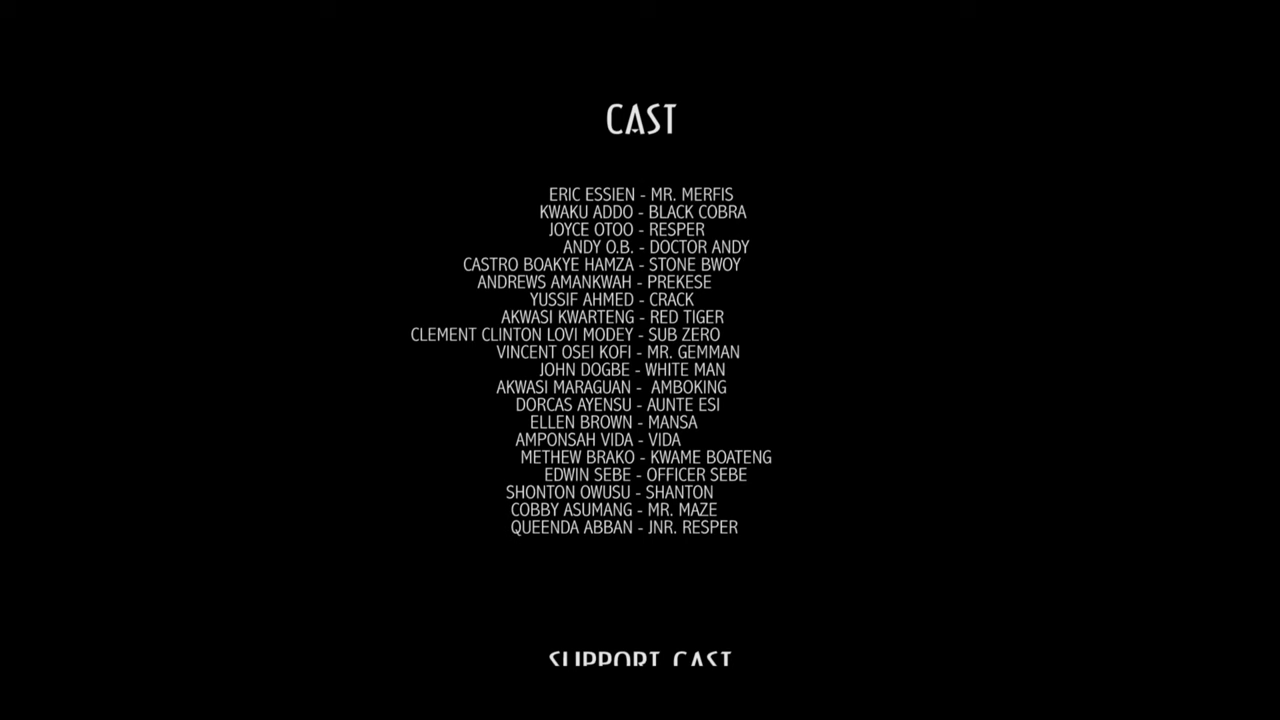 CAST
ERIC ESSIEN - MR. MERFIS
KWAKU ADDO - BLACK COBRA
JOYCE OTOO - RESPER
ANDY O.B. - DOCTOR ANDY
CASTRO BOAKYE HAMZA - STONE BWOY
ANDREWS AMANKWAH - PREKESE
YUSSIF AHMED - CRACK
AKWASI KWARTENG - RED TIGER
CLEMENT CLINTON LOVI MODEY - SUB ZERO
VINCENT OSEI KOFI - MR. GEMMAN
JOHN DOGBE - WHITE MAN
AKWASI MARAGUAN - AMBOKING
DORCAS AYENSU - AUNTE ESI
ELLEN BROWN - MANSA
AMPONSAH VIDA - VIDA
METHEW BRAKO - KWAME BOATENG
EDWIN SEBE - OFFICER SEBE
SHONTON OWUSU - SHANTON
COBBY ASUMANG - MR. MAZE
QUEENDA ABBAN - JNR. RESPER
SUPPORT CAST